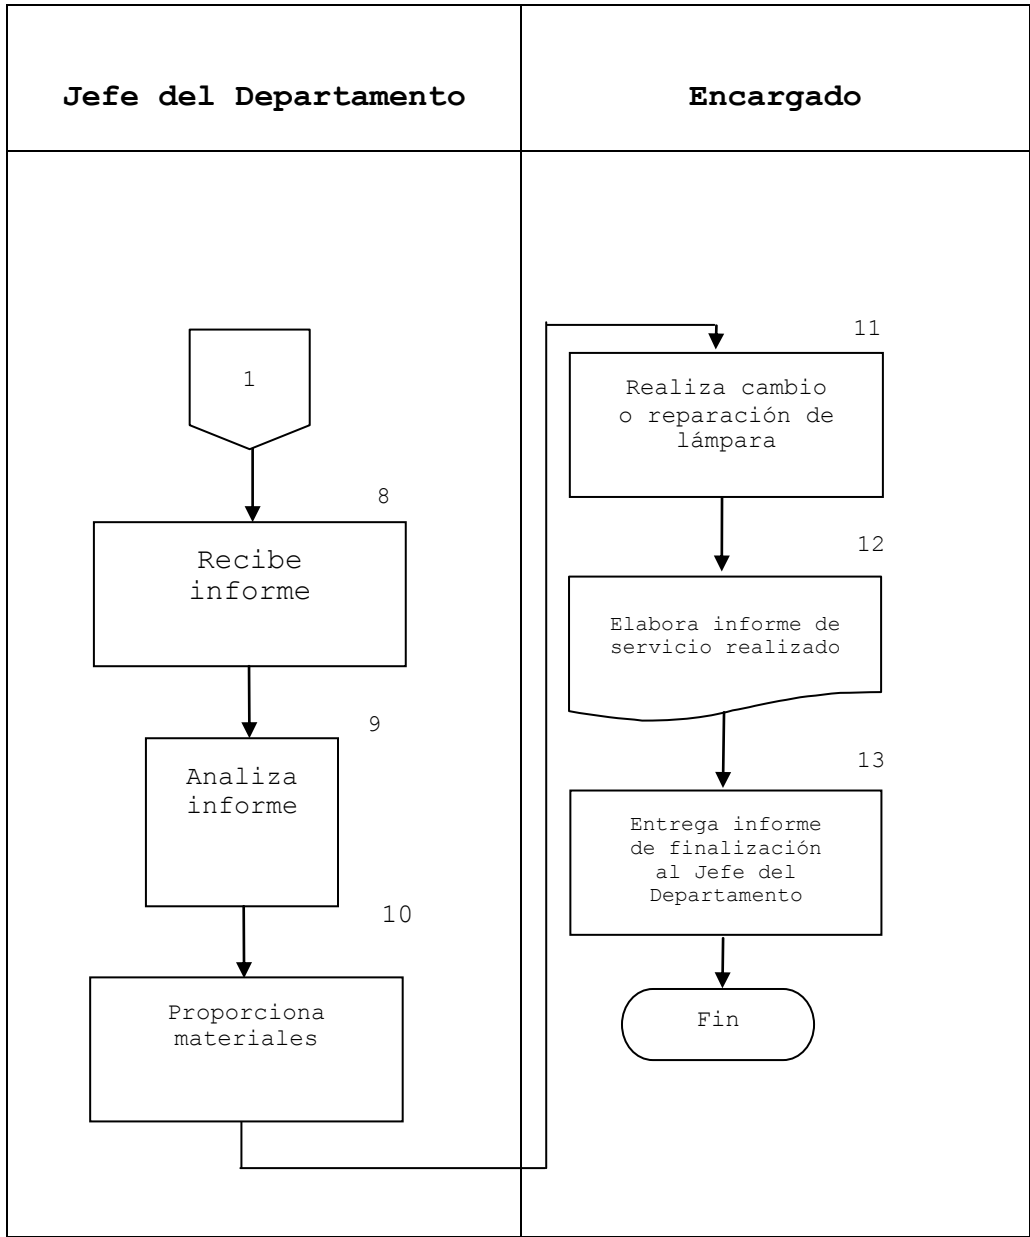 Jefe del Departamento
Encargado
1
8
Recibe
informe
9
Analiza
informe
10
Proporciona
materiales
11
Realiza cambio
o reparación de
lámpara
12
Elabora informe de
servicio realizado
13
Entrega informe
de finalización
al Jefe del
Departamento
Fin